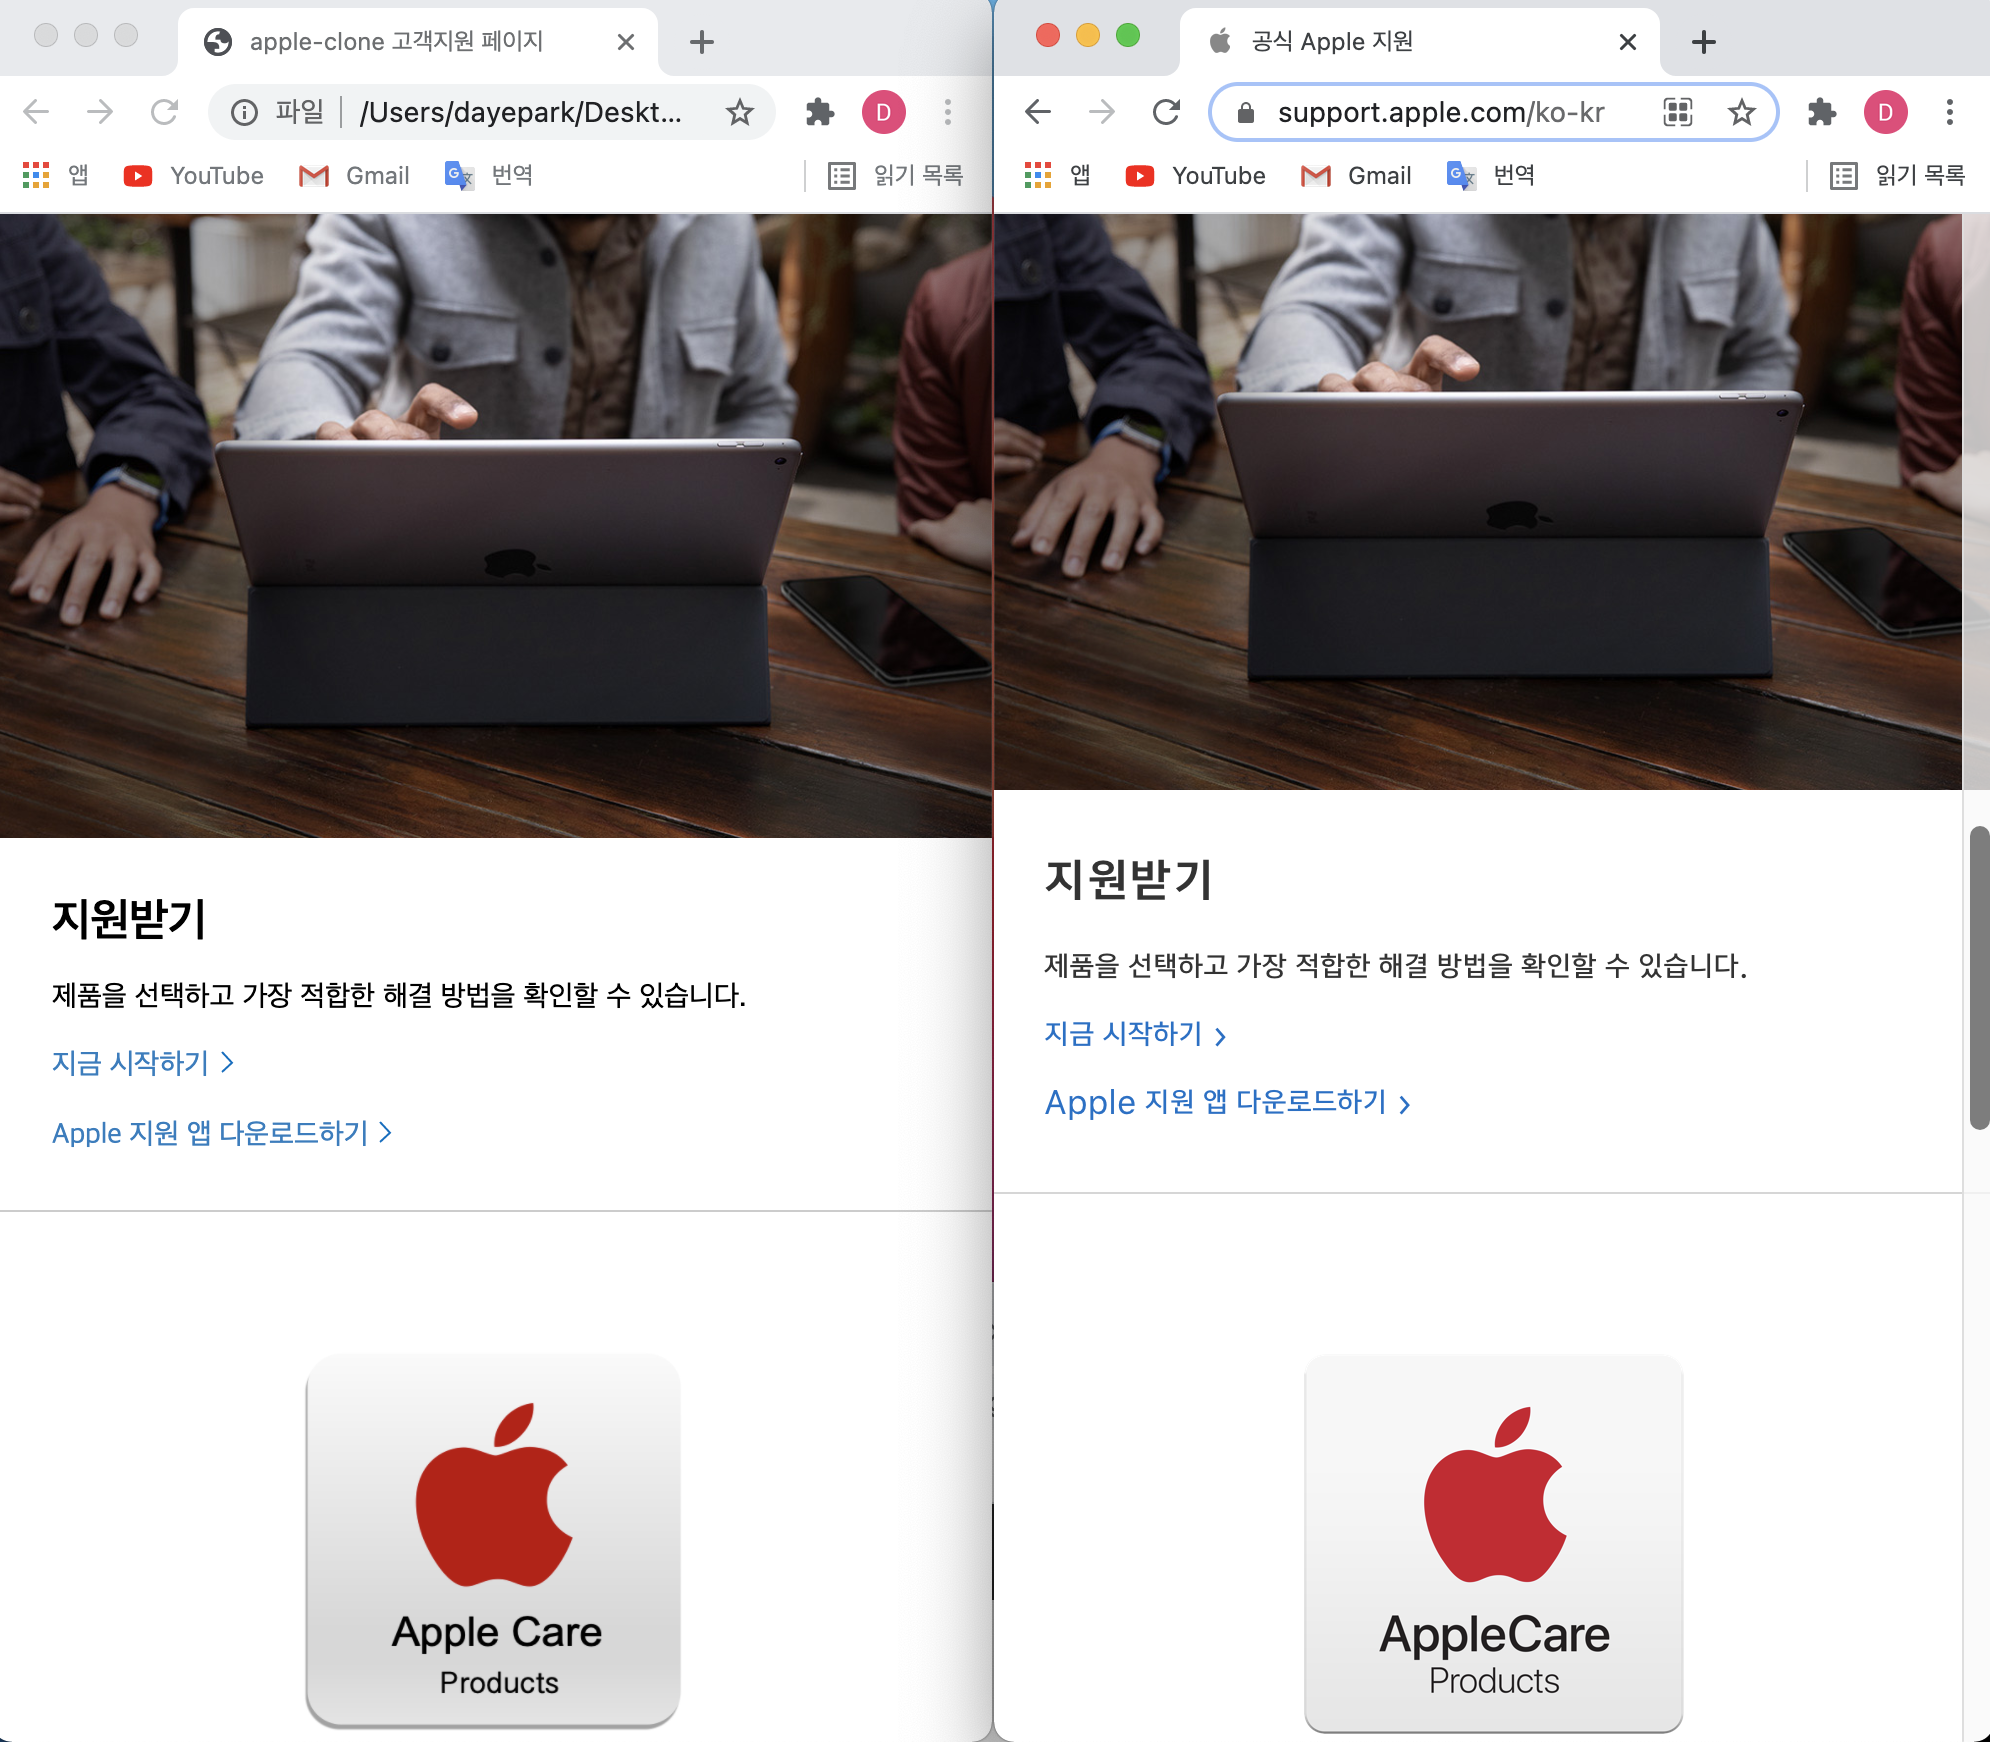 apple-clone 고객지원 페이지
파일 /Users/dayepark/Deskt...
D
앱 YouTube Gmail 번역 읽기 목록
지원받기
제품을 선택하고 가장 적합한 해결 방법을 확인할 수 있습니다.
지금 시작하기
Apple 지원 앱 다운로드하기
Apple Care
Products
공식 Apple 지원
support.apple.com/ko-kr
D
앱 YouTube Gmail 번역 읽기 목록
지원받기
제품을 선택하고 가장 적합한 해결 방법을 확인할 수 있습니다.
지금 시작하기
Apple 지원 앱 다운로드하기
AppleCare
Products